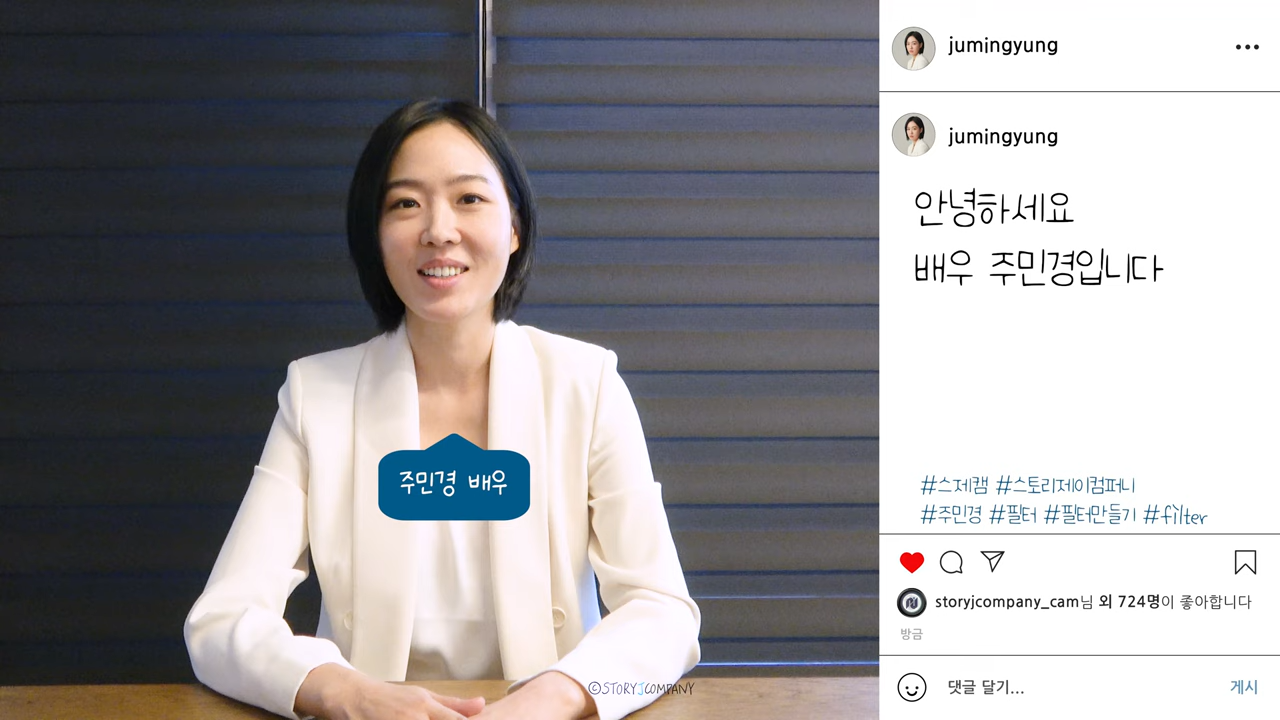 주민경 배우
©STORYJCOMPANY
jumingyung
jumingyung
안녕하세요
배우 주민경입니다
#스제캠 #스토리제이컴퍼니
#주민경 #필터 #필터만들기 #filter
storyjcompany_cam님 외 724명이 좋아합니다
방금
댓글 달기...
게시